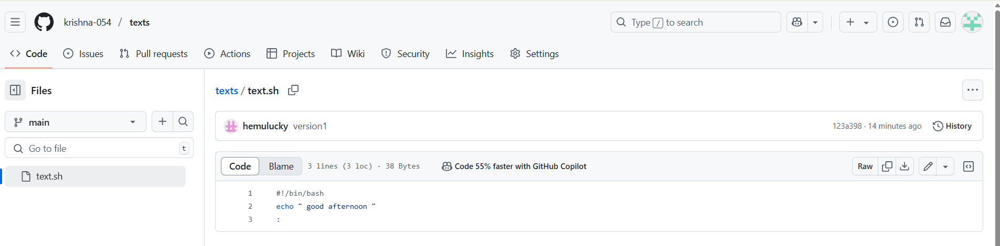 krishna-054 / texts
Type / to search
Code Issues Pull requests Actions Projects Wiki Security Insights Settings
Files
main
Go to file t
text.sh
texts / text.sh
hemulucky version1 123a398 · 14 minutes ago History
Code Blame 3 lines (3 loc) · 38 Bytes Code 55% faster with GitHub Copilot Raw
1 #!/bin/bash
2 echo " good afternoon "
3 :